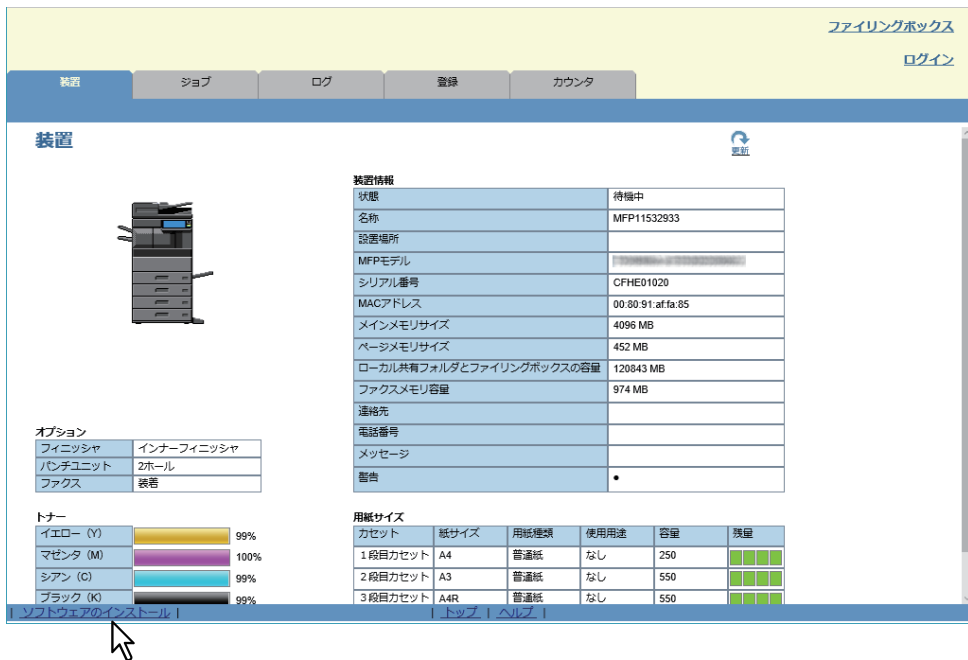 ファイリングボックス
ログイン
装置 ジョブ ログ 登録 カウンタ
装置
更新
装置情報
状態 待機中
名称 MFP11532933
設置場所
MFPモデル
シリアル番号 CFHE01020
MACアドレス 00:80:91:af:fa:85
メインメモリサイズ 4096 MB
ページメモリサイズ 452 MB
ローカル共有フォルダとファイリングボックスの容量 120843 MB
ファクスメモリ容量 974 MB
連絡先
電話番号
メッセージ
警告 ●
オプション
フィニッシャ インナーフィニッシャ
パンチユニット 2ホール
ファクス 装着
トナー
イエロー (Y) 99%
マゼンタ (M) 100%
シアン (C) 99%
ブラック (K) 99%
用紙サイズ
カセット 紙サイズ 用紙種類 使用用途 容量 残量
1段目カセット A4 普通紙 なし 250
2段目カセット A3 普通紙 なし 550
3段目カセット A4R 普通紙 なし 550
| ソフトウェアのインストール | | トップ | ヘルプ |